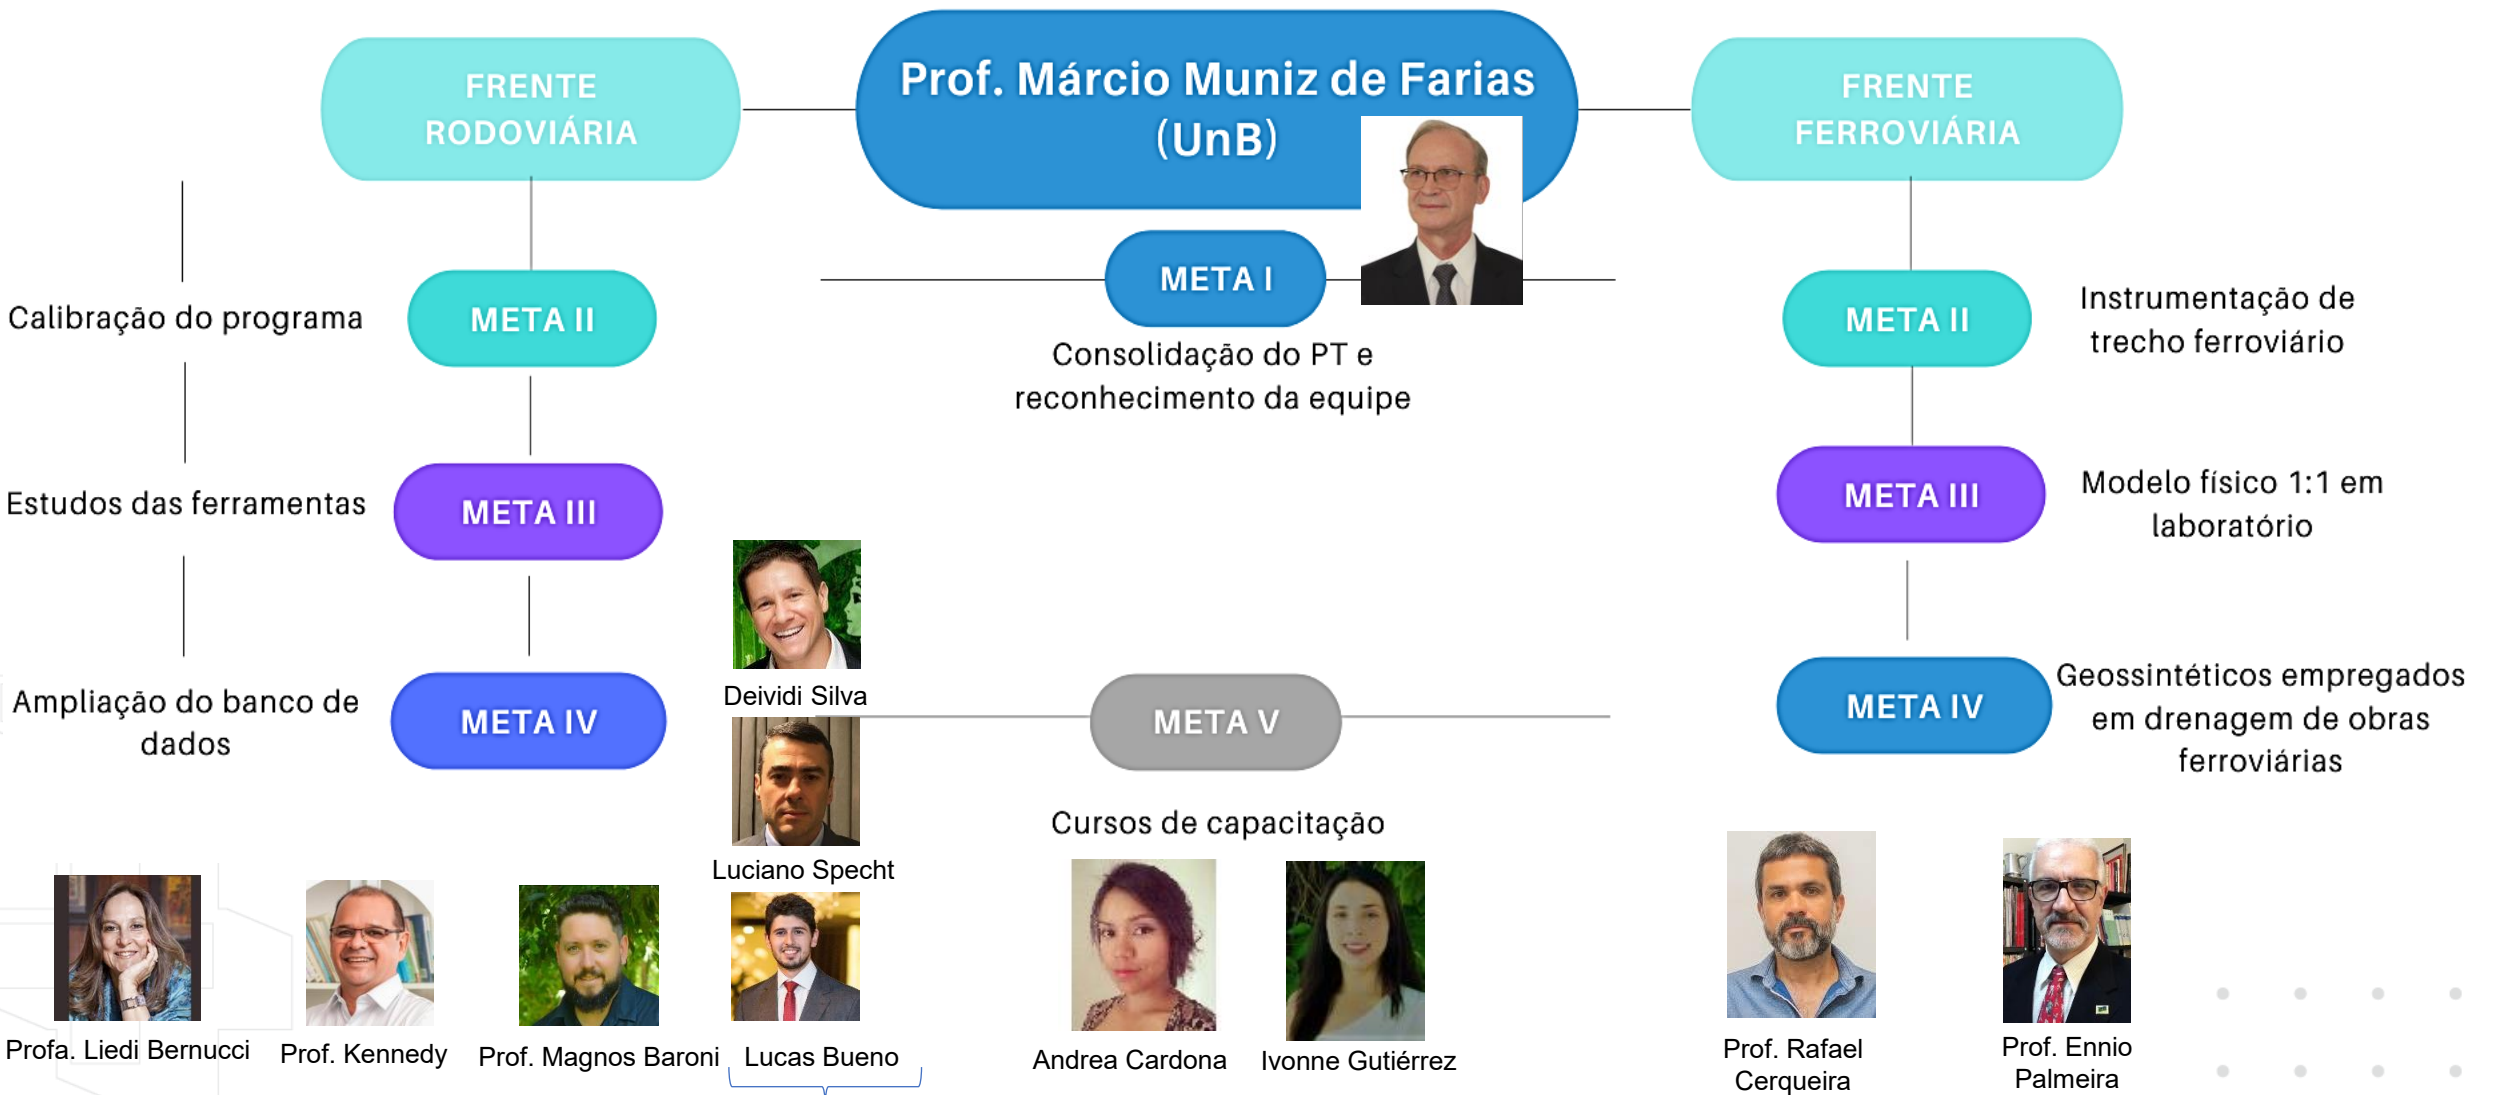 FRENTE
RODOVIÁRIA
Prof. Márcio Muniz de Farias
(UnB)
FRENTE
FERROVIÁRIA
META I
Consolidação do PT e
reconhecimento da equipe
Calibração do programa
META II
Estudos das ferramentas
META III
Ampliação do banco de
dados
META IV
META II
Instrumentação de
trecho ferroviário
META III
Modelo físico 1:1 em
laboratório
META IV
Geossintéticos empregados
em drenagem de obras
ferroviárias
META V
Cursos de capacitação
Deividi Silva
Luciano Specht
Profa. Liedi Bernucci
Prof. Kennedy
Prof. Magnos Baroni
Lucas Bueno
Andrea Cardona
Ivonne Gutiérrez
Prof. Rafael
Cerqueira
Prof. Ennio
Palmeira